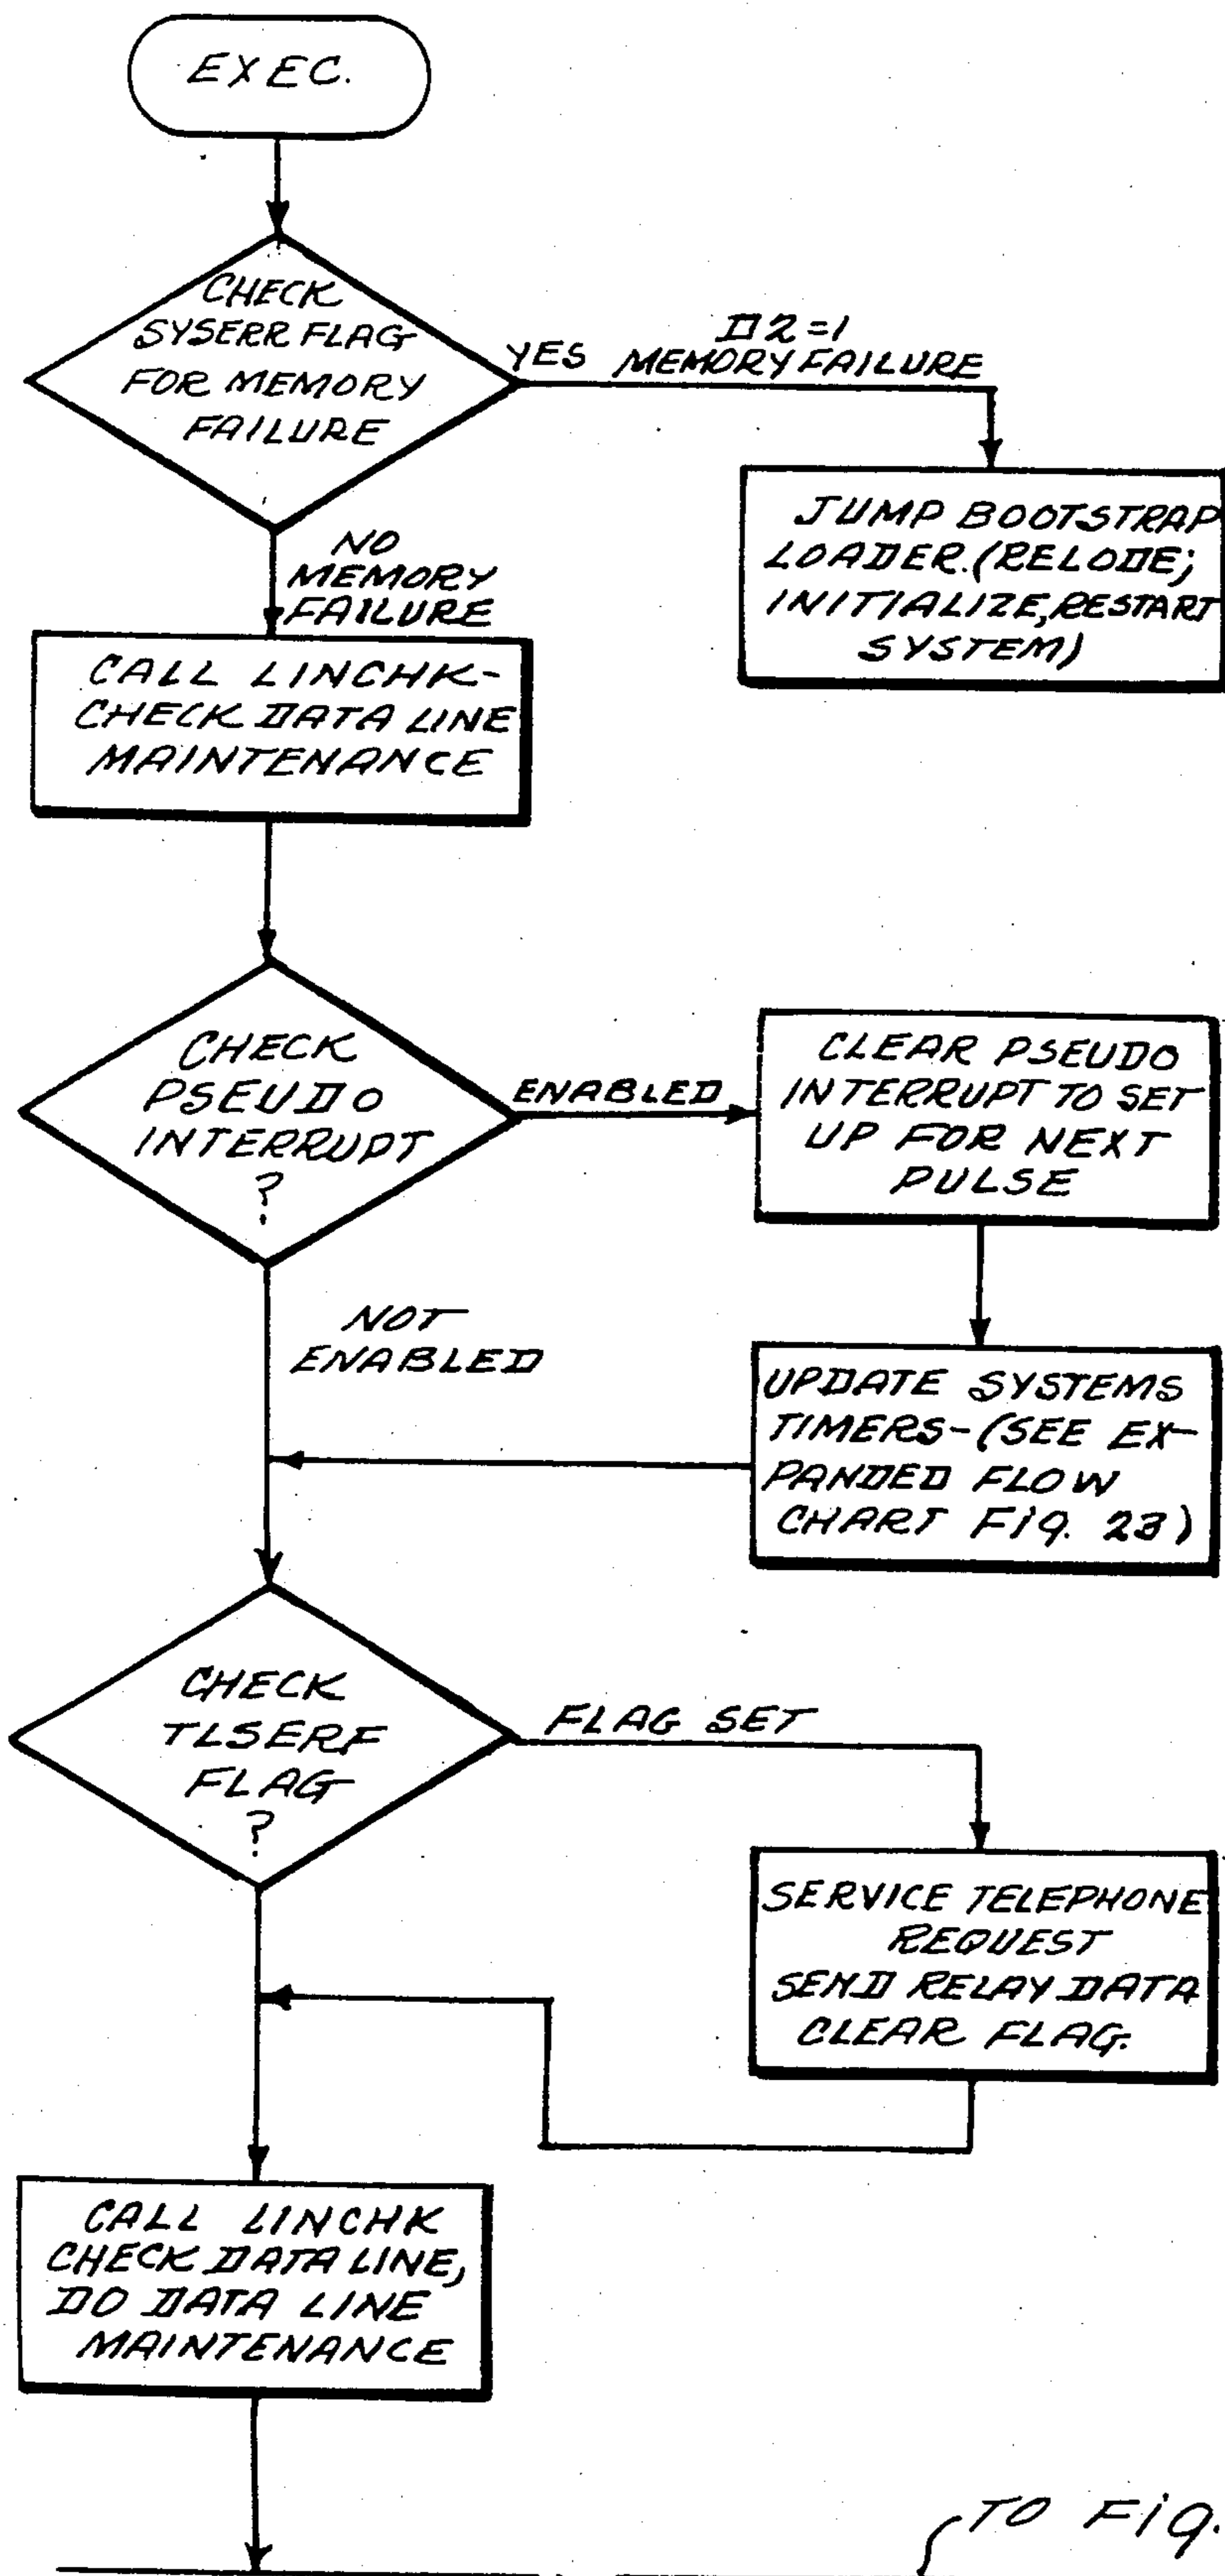 EXEC.
CHECK
SYSERR FLAG
FOR MEMORY
FAILURE
D2=1
YES MEMORY FAILURE
JUMP BOOTSTRAP
LOADER.(RELODE;
INITIALIZE,RESTART
SYSTEM)
NO
MEMORY
FAILURE
CALL LINCHK-
CHECK DATA LINE
MAINTENANCE
CHECK
PSEUDO
INTERRUPT
?
ENABLED
CLEAR PSEUDO
INTERRUPT TO SET
UP FOR NEXT
PULSE
NOT
ENABLED
UPDATE SYSTEMS
TIMERS-(SEE EX-
PANDED FLOW
CHART Fig. 23)
CHECK
TLSERF
FLAG
?
FLAG SET
SERVICE TELEPHONE
REQUEST
SEND RELAY DATA
CLEAR FLAG.
CALL LINCHK
CHECK DATA LINE,
DO DATA LINE
MAINTENANCE
TO Fig.